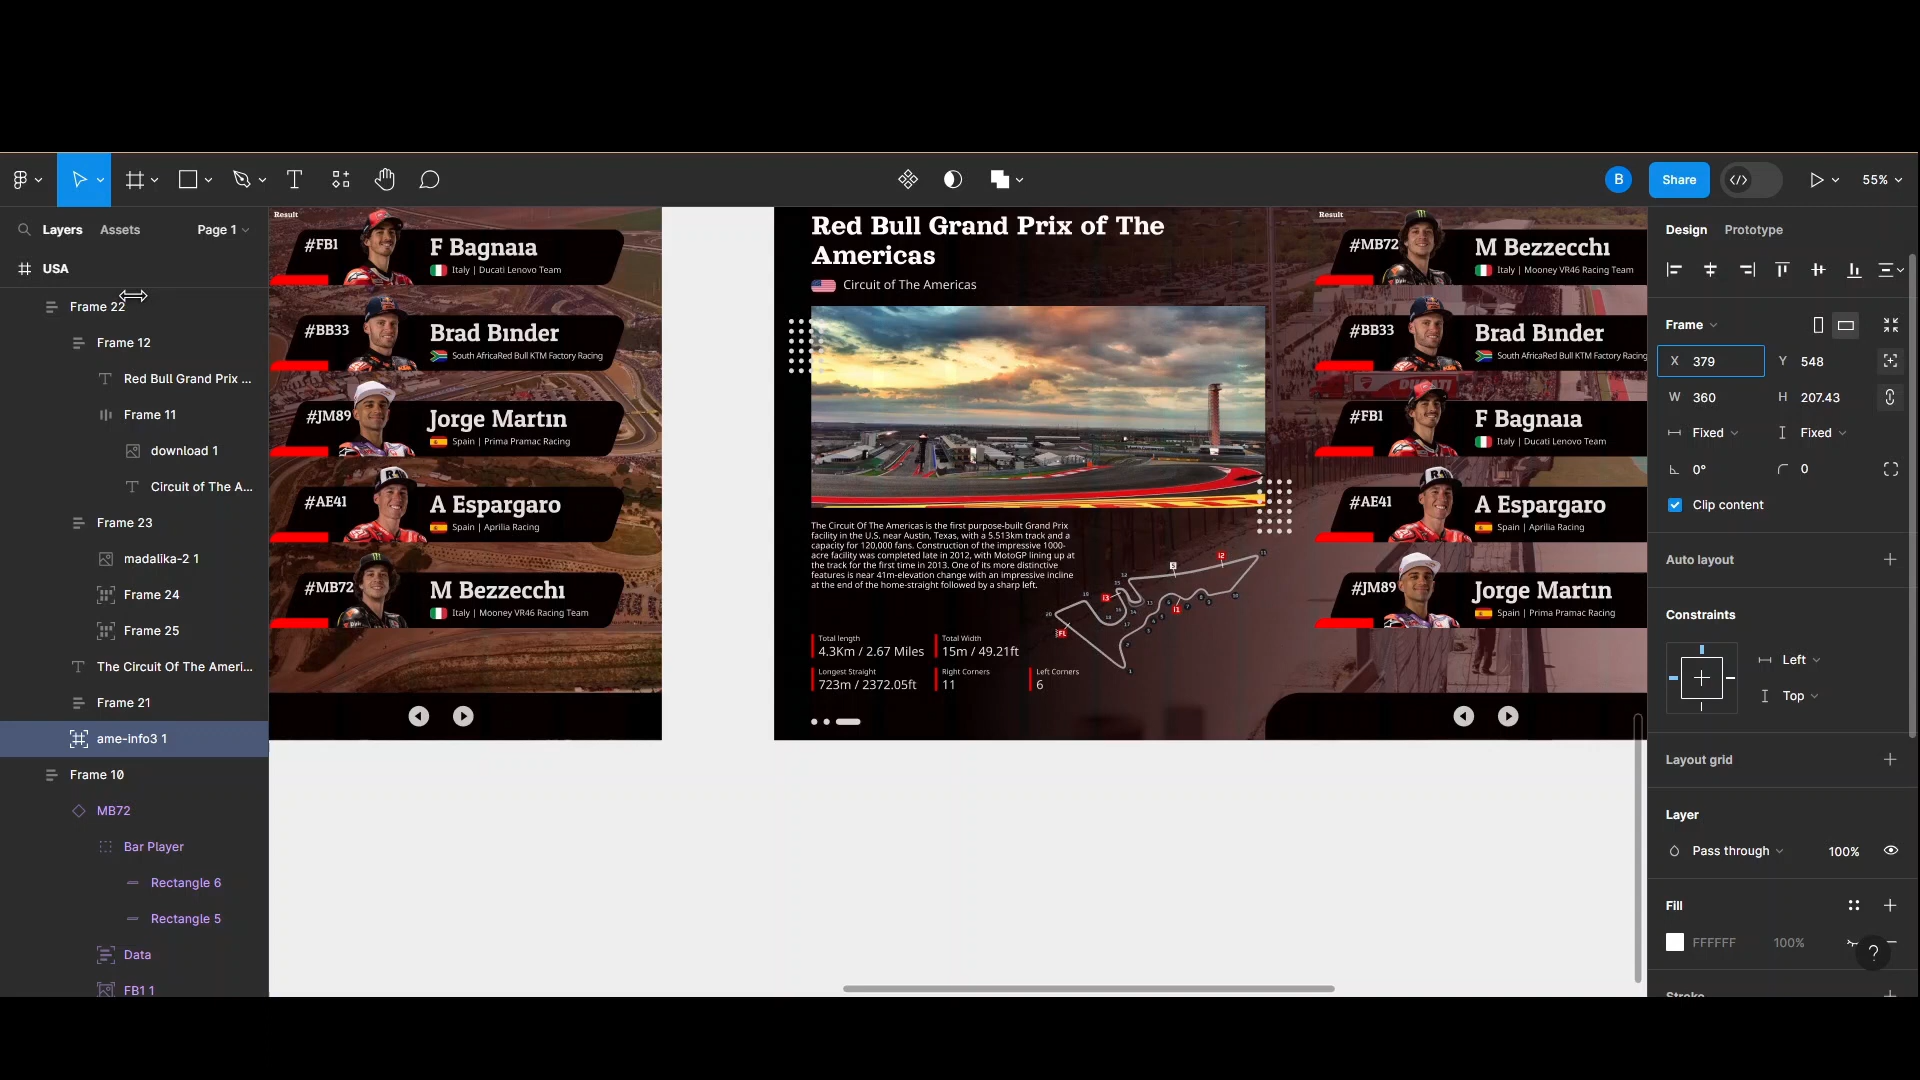 B
Share
55%
Layers
Assets
Page 1
USA
Frame 22
Frame 12
Red Bull Grand Prix ...
Frame 11
download 1
Circuit of The A...
Frame 23
madalika-2 1
Frame 24
Frame 25
The Circuit Of The Ameri...
Frame 21
ame-info3 1
Frame 10
MB72
Bar Player
Rectangle 6
Rectangle 5
Data
FB1 1
Result
#FB1
F Bagnaıa
Italy | Ducati Lenovo Team
#BB33
Brad Bınder
South AfricaRed Bull KTM Factory Racing
#JM89
Jorge Martın
Spain | Prima Pramac Racing
#AE41
A Espargaro
Spain | Aprilia Racing
#MB72
M Bezzecchı
Italy | Mooney VR46 Racing Team
Red Bull Grand Prix of The
Americas
Circuit of The Americas
The Circuit Of The Americas is the first purpose-built Grand Prix
facility in the U.S. near Austin, Texas, with a 5.513km track and a
capacity for 120,000 fans. Construction of the impressive 1000-
acre facility was completed late in 2012, with MotoGP lining up at
the track for the first time in 2013. One of its more distinctive
features is near 41m-elevation change with an impressive incline
at the end of the home-straight followed by a sharp left.
Total length
4.3Km / 2.67 Miles
Total Width
15m / 49.21ft
Longest Straight
723m / 2372.05ft
Right Corners
11
Left Corners
6
Result
#MB72
M Bezzecchı
Italy | Mooney VR46 Racing Team
#BB33
Brad Bınder
South AfricaRed Bull KTM Factory Racing
#FB1
F Bagnaıa
Italy | Ducati Lenovo Team
#AE41
A Espargaro
Spain | Aprilia Racing
#JM89
Jorge Martın
Spain | Prima Pramac Racing
Design
Prototype
Frame
X 379
Y 548
W 360
H 207.43
Fixed
Fixed
0°
0
Clip content
Auto layout
Constraints
Left
Top
Layout grid
Layer
Pass through
100%
Fill
FFFFFF
100%
?
Stroke